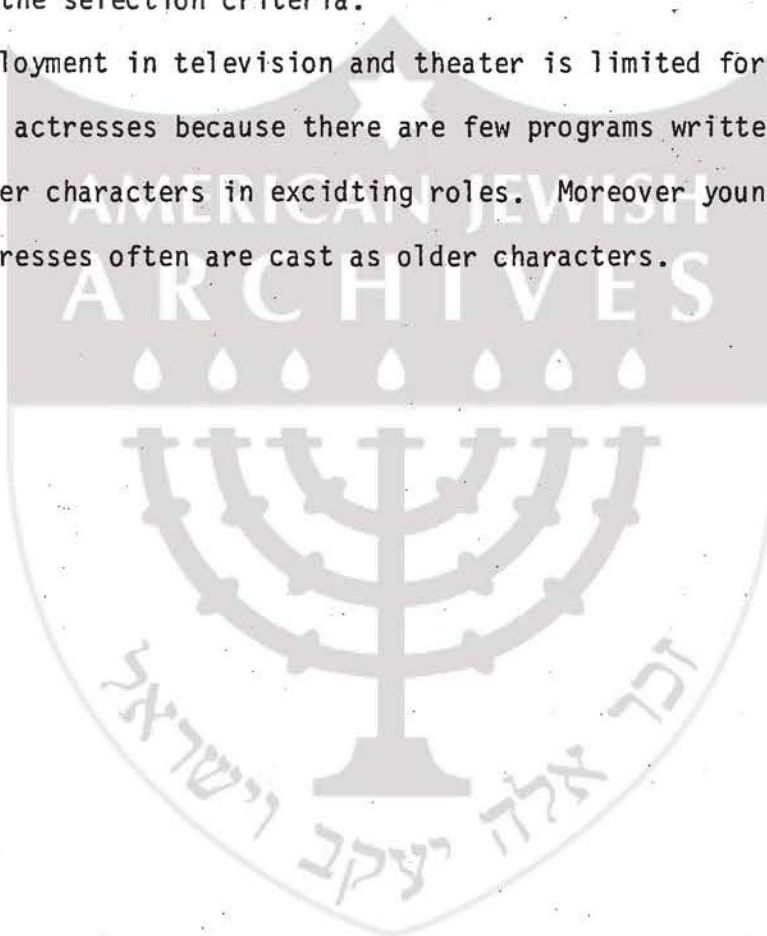 the selection criteria.
loyment in television and theater is limited for
actresses because there are few programs writte
er characters in excidting roles. Moreover youn
resses often are cast as older characters.
AMERICAN JEWISH
ARCHIVES
זכר אלה יעקב וישראל